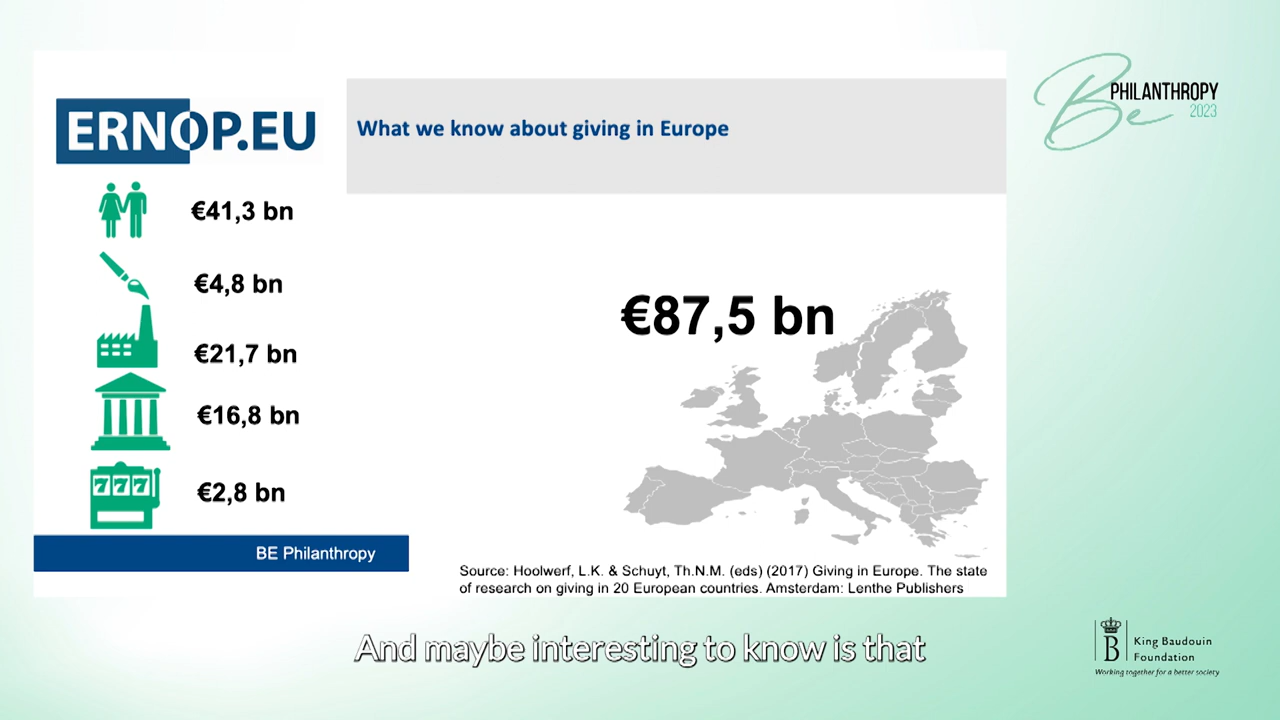 ERNOP.EU
What we know about giving in Europe
Be
PHILANTHROPY
2023
€41,3 bn
€4,8 bn
€21,7 bn
€16,8 bn
777
€2,8 bn
€87,5 bn
BE Philanthropy
Source: Hoolwerf, L.K. & Schuyt, Th.N.M. (eds) (2017) Giving in Europe. The state
of research on giving in 20 European countries. Amsterdam: Lenthe Publishers
And maybe interesting to know is that
B
King Baudouin
Foundation
Working together for a better society